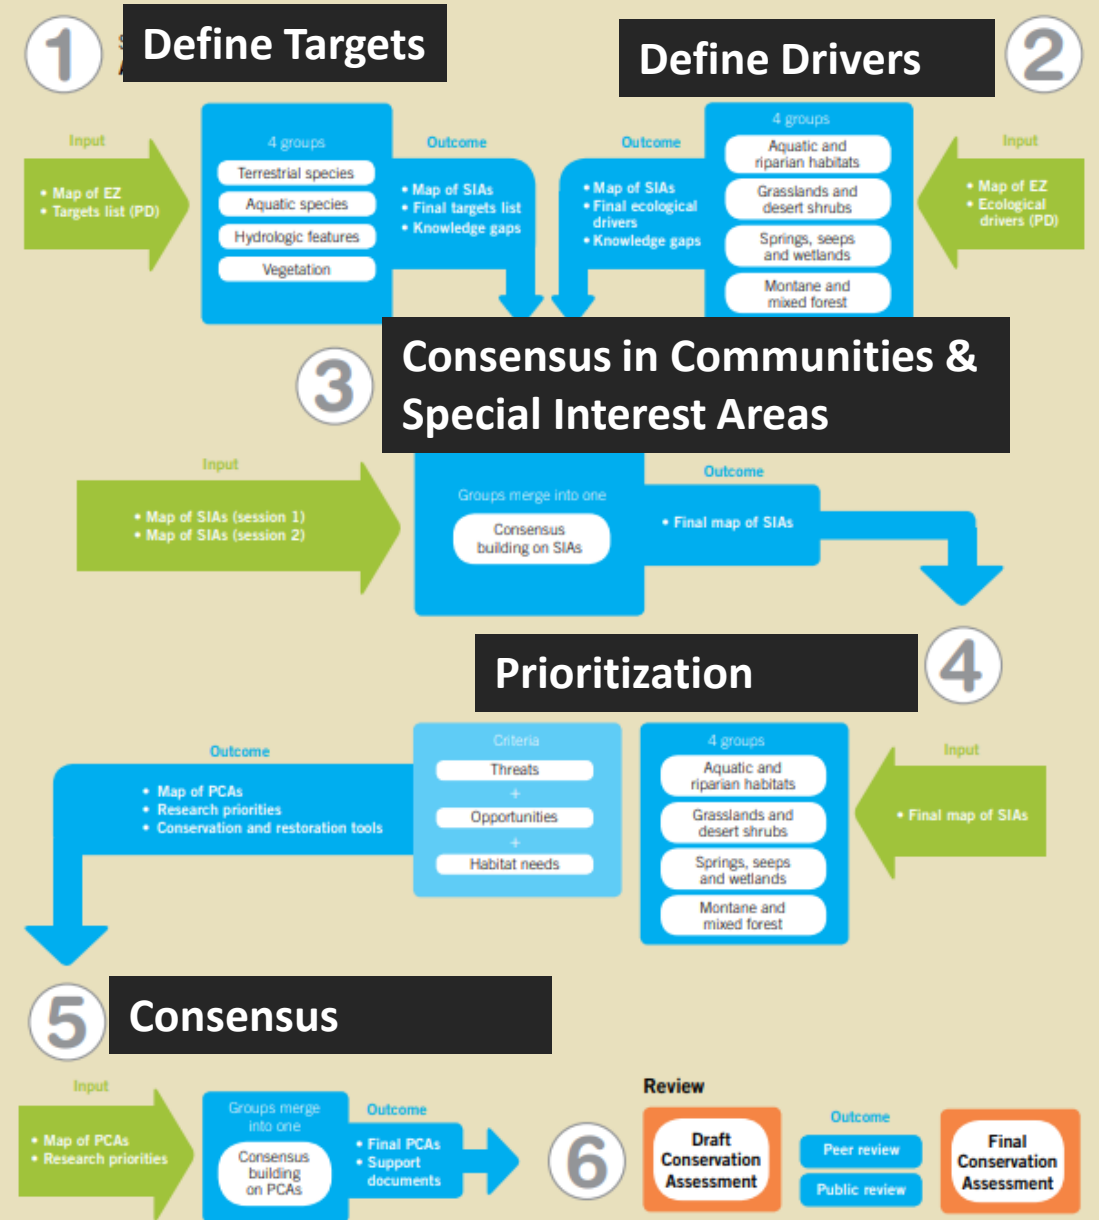 1
Define Targets
Input
• Map of EZ
• Targets list (PD)
4 groups
Terrestrial species
Aquatic species
Hydrologic features
Vegetation
Outcome
• Map of SIAs
• Final targets list
• Knowledge gaps
Define Drivers
2
Input
• Map of EZ
• Ecological
drivers (PD)
4 groups
Aquatic and
riparian habitats
Grasslands and
desert shrubs
Springs, seeps
and wetlands
Montane and
mixed forest
Outcome
• Map of SIAs
• Final ecological
drivers
• Knowledge gaps
3
Consensus in Communities &
Special Interest Areas
Input
• Map of SIAs (session 1)
• Map of SIAs (session 2)
Groups merge into one
Consensus
building on SIAs
Outcome
• Final map of SIAs
Prioritization
4
Input
• Final map of SIAs
4 groups
Aquatic and
riparian habitats
Grasslands and
desert shrubs
Springs, seeps
and wetlands
Montane and
mixed forest
Criteria
Threats
+
Opportunities
+
Habitat needs
Outcome
• Map of PCAs
• Research priorities
• Conservation and restoration tools
5
Consensus
Input
• Map of PCAs
• Research priorities
Groups merge
into one
Consensus
building
on PCAs
Outcome
• Final PCAs
• Support
documents
6
Review
Draft
Conservation
Assessment
Outcome
Peer review
Public review
Final
Conservation
Assessment